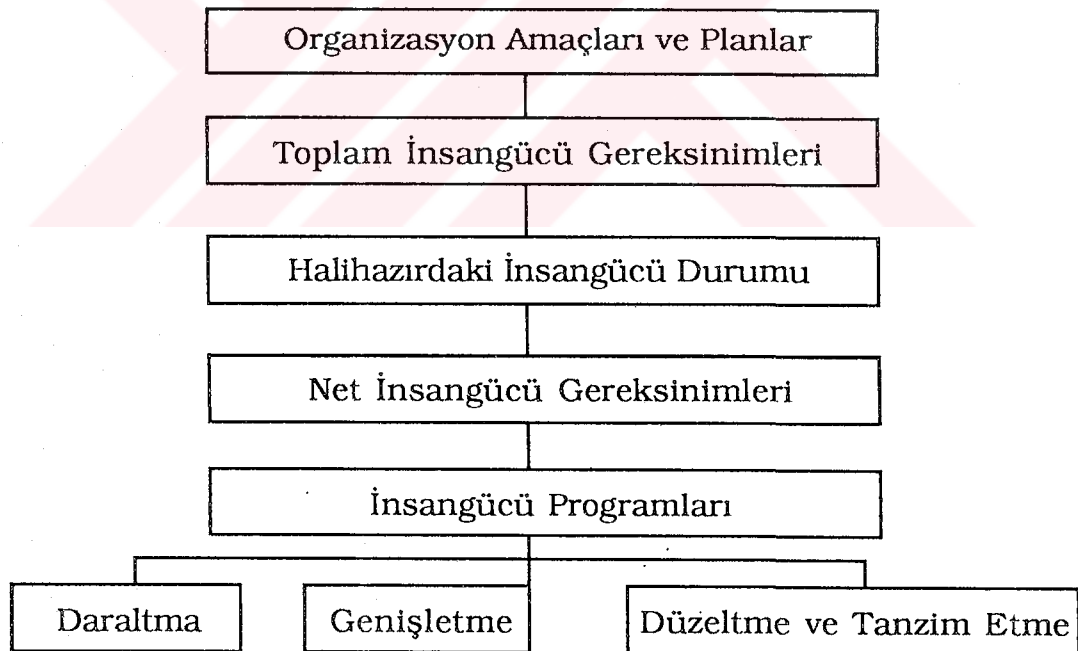 Organizasyon Amaçları ve Planlar
Toplam İnsangücü Gereksinimleri
Halihazırdaki İnsangücü Durumu
Net İnsangücü Gereksinimleri
İnsangücü Programları
Daraltma
Genişletme
Düzeltme ve Tanzim Etme